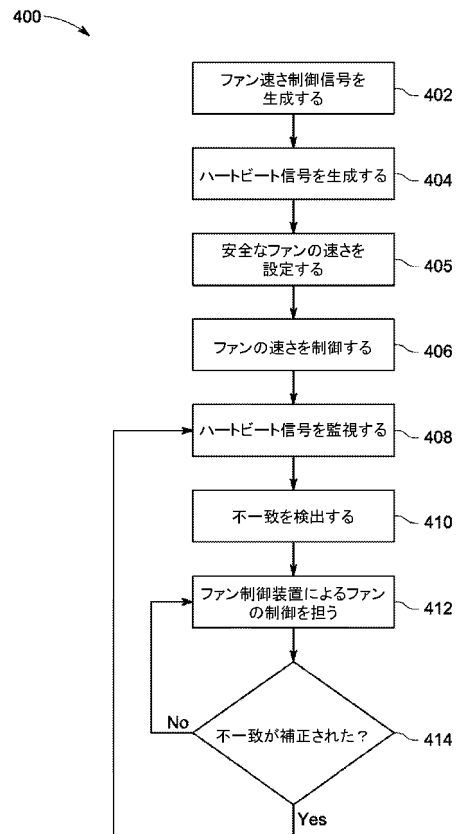 400
ファン速さ制御信号を
生成する
402
ハートビート信号を生成する
404
安全なファンの速さを
設定する
405
ファンの速さを制御する
406
ハートビート信号を監視する
408
不一致を検出する
410
ファン制御装置によるファン
の制御を担う
412
No
不一致が補正された？
414
Yes